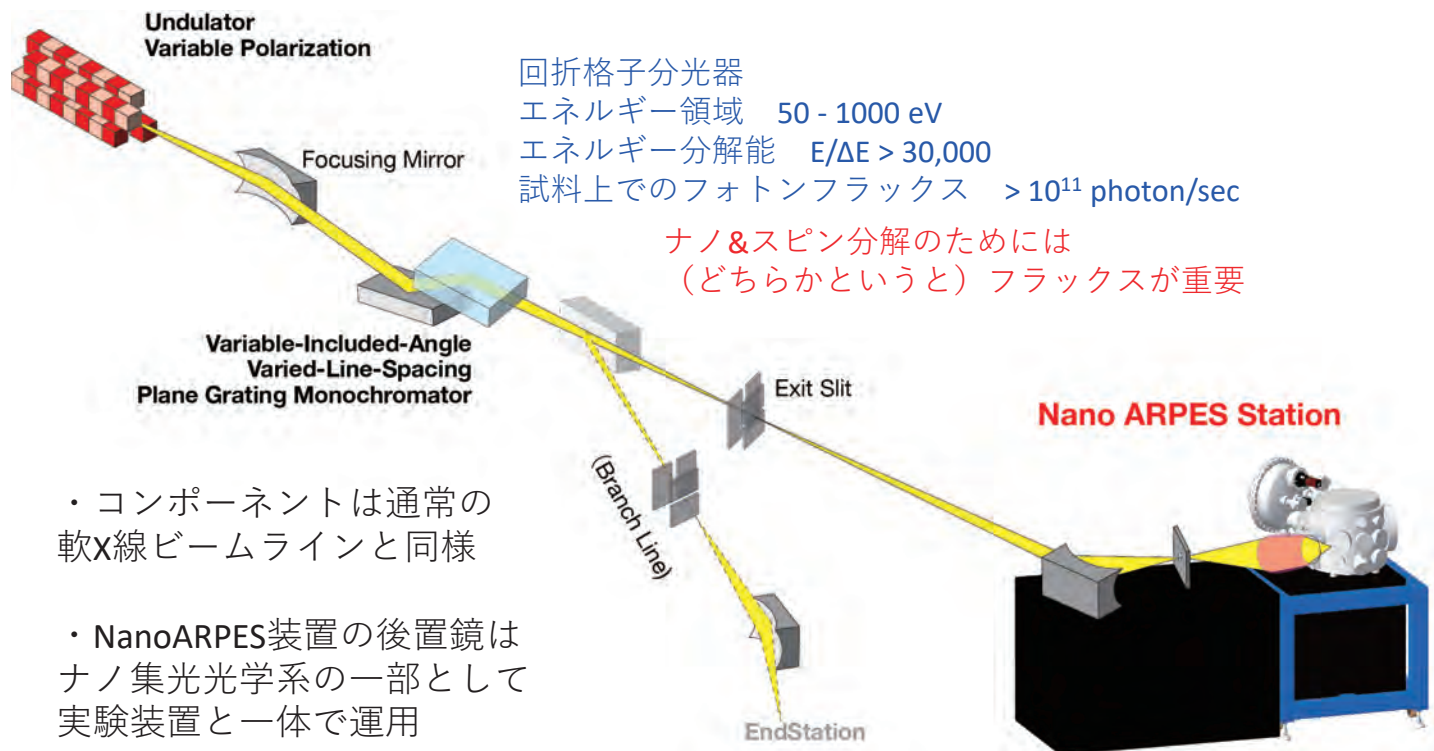 Undulator
Variable Polarization
回折格子分光器
エネルギー領域　50 - 1000 eV
エネルギー分解能　E/ΔE > 30,000
試料上でのフォトンフラックス　> 10¹¹ photon/sec
Focusing Mirror
ナノ&スピン分解のためには
（どちらかというと）フラックスが重要
Variable-Included-Angle
Varied-Line-Spacing
Plane Grating Monochromator
Exit Slit
Nano ARPES Station
(Branch Line)
・コンポーネントは通常の
軟X線ビームラインと同様
・NanoARPES装置の後置鏡は
ナノ集光光学系の一部として
実験装置と一体で運用
EndStation